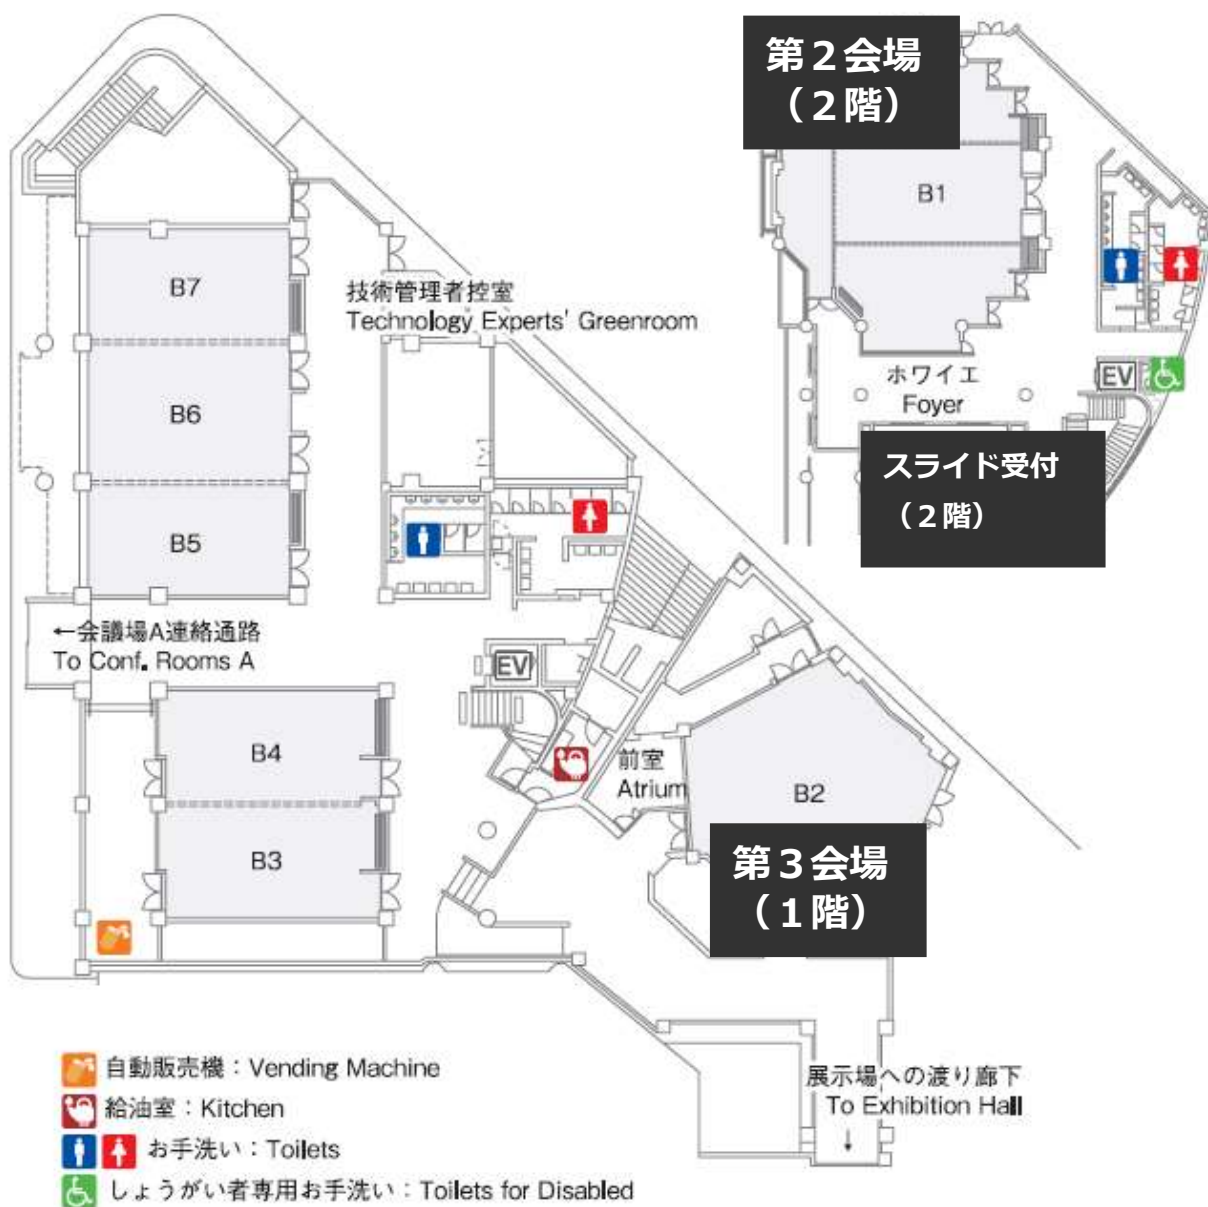 第２会場
（２階）
B1
B7
技術管理者控室
Technology Experts' Greenroom
ホワイエ
Foyer
EV
B6
スライド受付
（２階）
B5
←会議場A連絡通路
To Conf. Rooms A
EV
B4
前室
Atrium
B2
第３会場
（１階）
B3
展示場への渡り廊下
To Exhibition Hall
↓
自動販売機：Vending Machine
給油室：Kitchen
お手洗い：Toilets
しょうがい者専用お手洗い：Toilets for Disabled